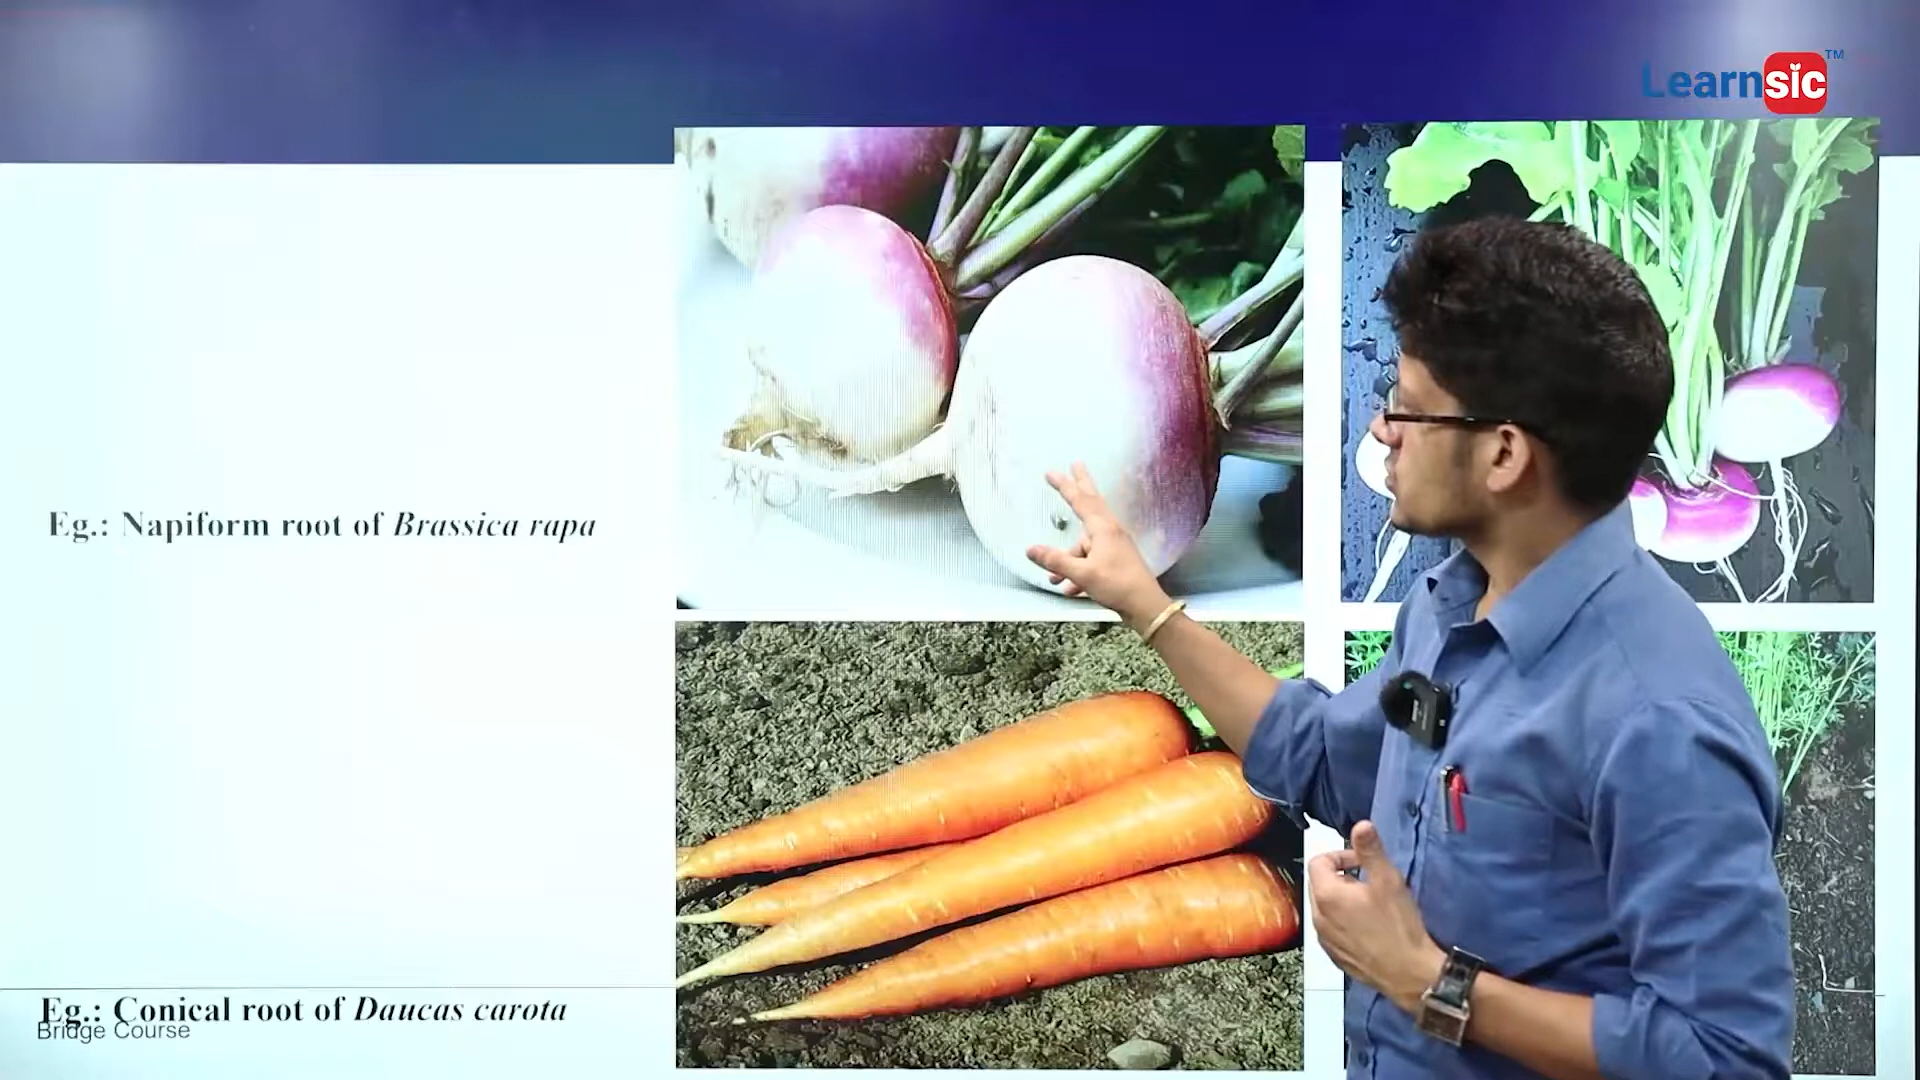 Learnsic™
Eg.: Napiform root of Brassica rapa
Eg.: Conical root of Daucas carota
Bridge Course